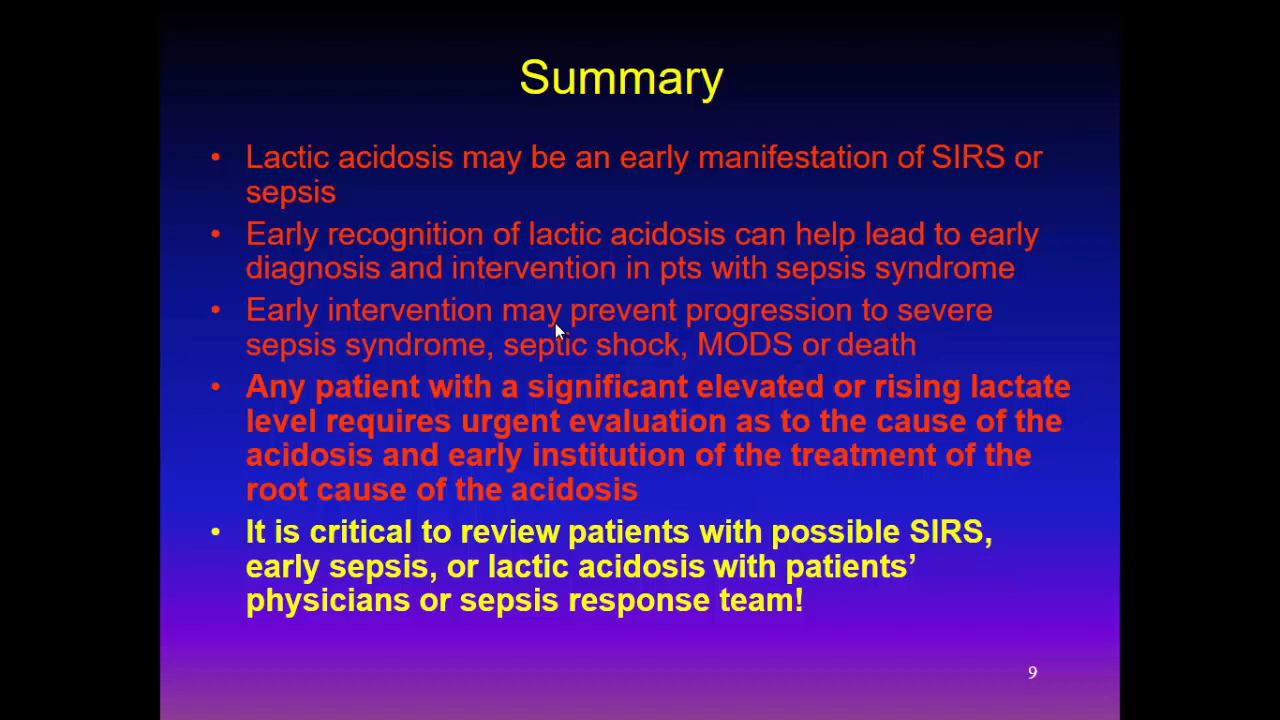 Summary
• Lactic acidosis may be an early manifestation of SIRS or
sepsis
• Early recognition of lactic acidosis can help lead to early
diagnosis and intervention in pts with sepsis syndrome
• Early intervention may prevent progression to severe
sepsis syndrome, septic shock, MODS or death
• Any patient with a significant elevated or rising lactate
level requires urgent evaluation as to the cause of the
acidosis and early institution of the treatment of the
root cause of the acidosis
• It is critical to review patients with possible SIRS,
early sepsis, or lactic acidosis with patients’
physicians or sepsis response team!
9